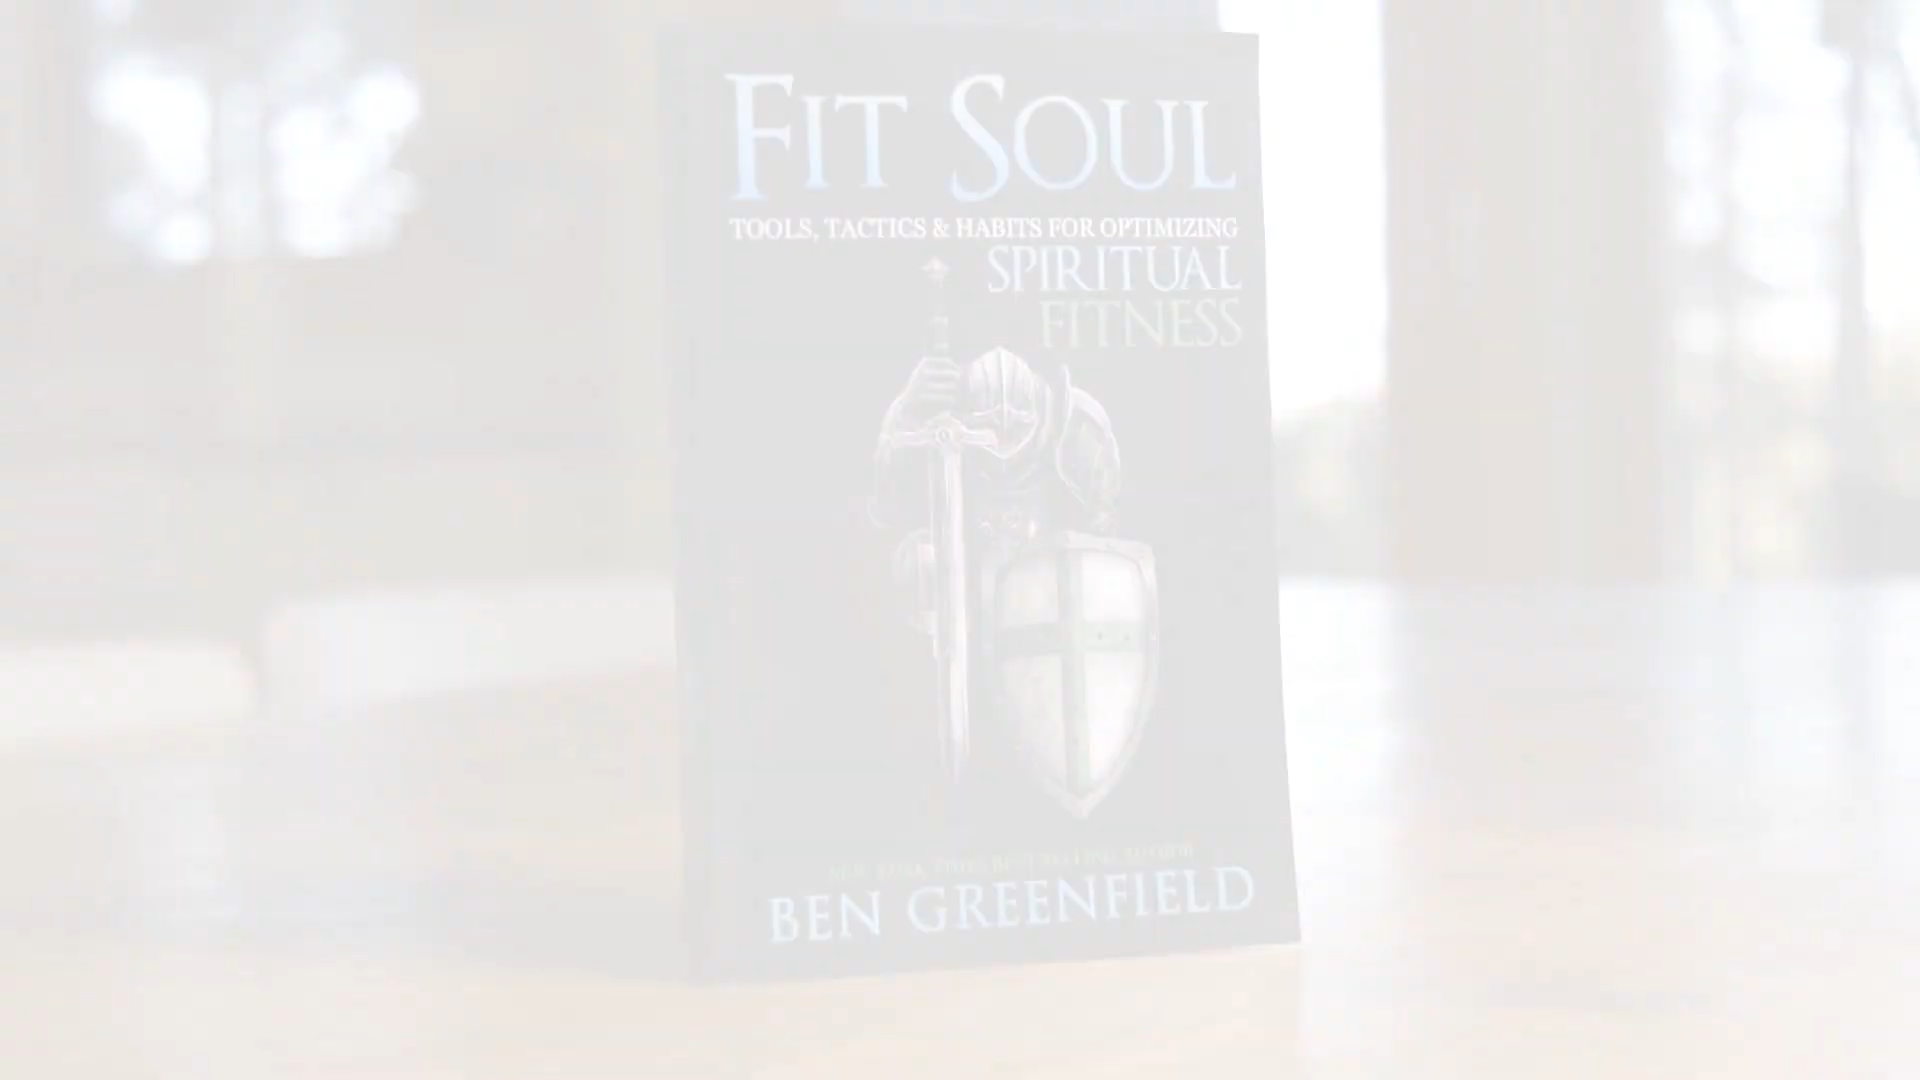 FIT SOUL
TOOLS, TACTICS & HABITS FOR OPTIMIZING
SPIRITUAL
FITNESS
NEW YORK TIMES BEST SELLING AUTHOR
BEN GREENFIELD